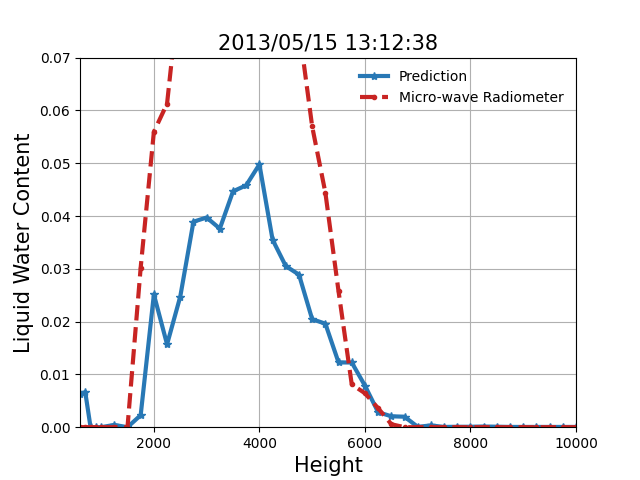 2013/05/15 13:12:38
0.07
0.06
0.05
0.04
0.03
0.02
0.01
0.00
Liquid Water Content
Prediction
Micro-wave Radiometer
2000 4000 6000 8000 10000
Height